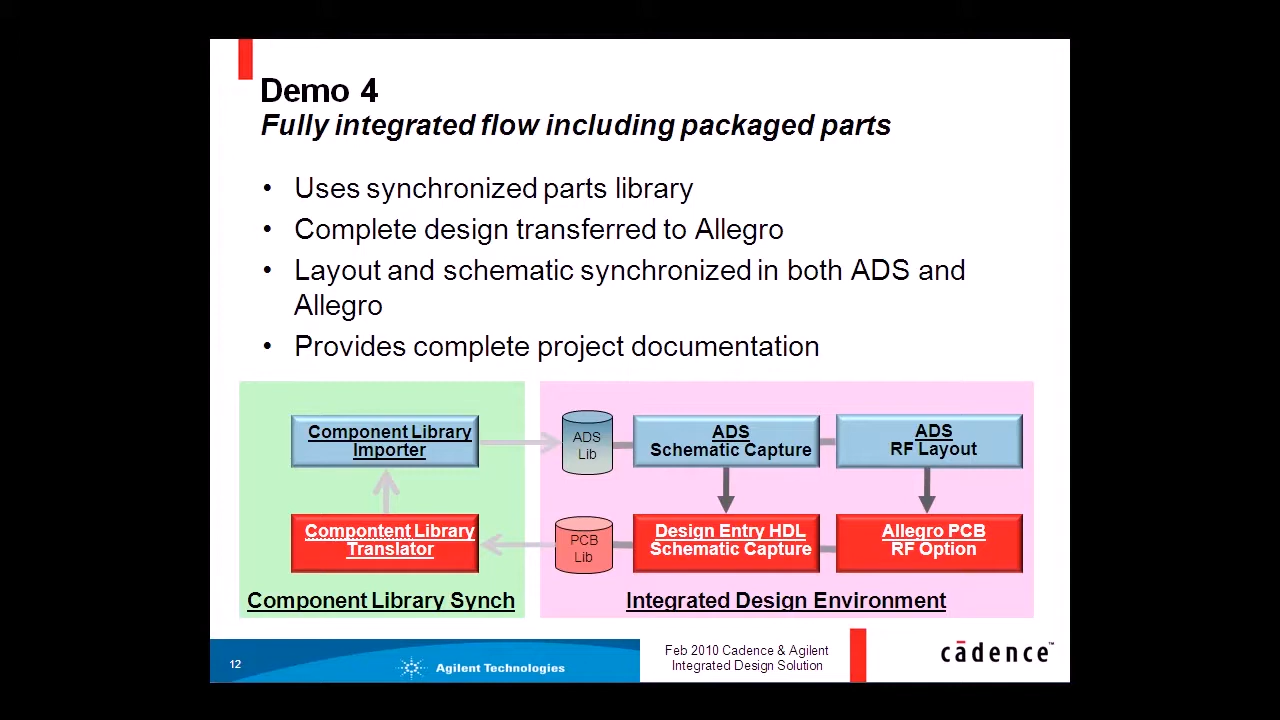 Demo 4
Fully integrated flow including packaged parts
• Uses synchronized parts library
• Complete design transferred to Allegro
• Layout and schematic synchronized in both ADS and
Allegro
• Provides complete project documentation
Component Library
Importer
ADS
Lib
ADS
Schematic Capture
ADS
RF Layout
Compontent Library
Translator
PCB
Lib
Design Entry HDL
Schematic Capture
Allegro PCB
RF Option
Component Library Synch
Integrated Design Environment
12
Agilent Technologies
Feb 2010 Cadence & Agilent
Integrated Design Solution
cādence™